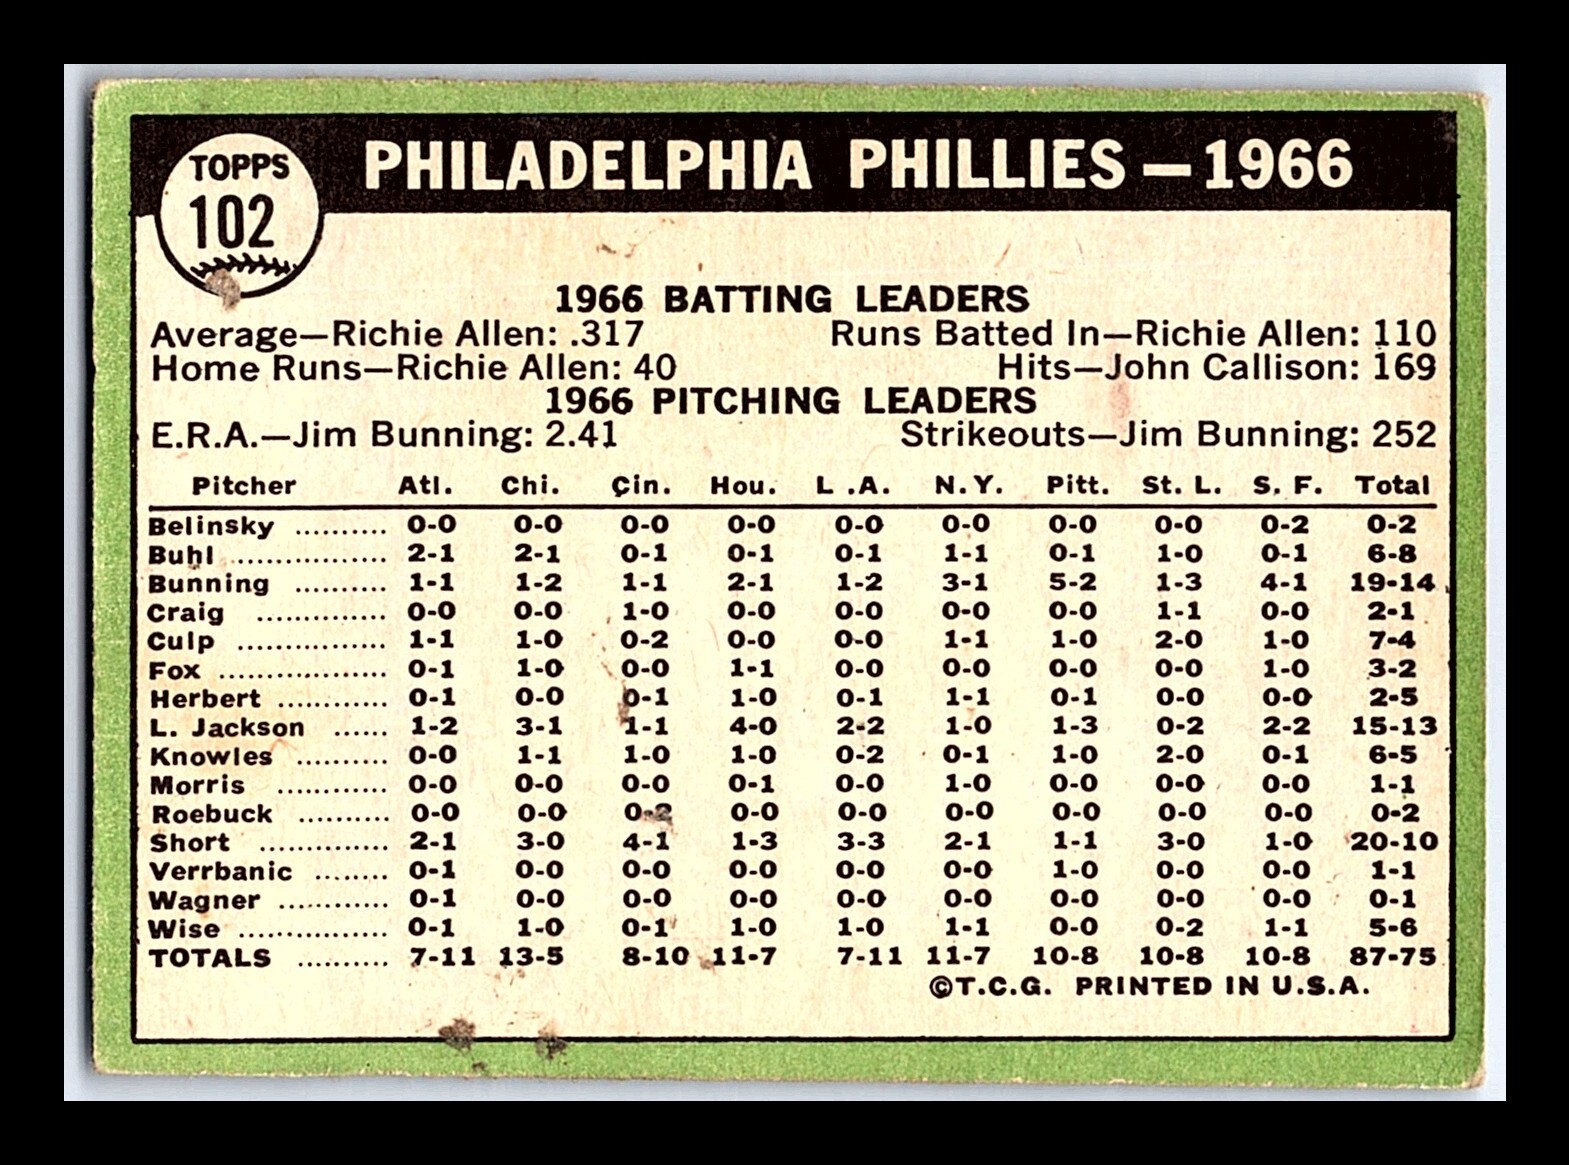 TOPPS
102
PHILADELPHIA PHILLIES — 1966
1966 BATTING LEADERS
Average—Richie Allen: .317 Runs Batted In—Richie Allen: 110
Home Runs—Richie Allen: 40 Hits—John Callison: 169
1966 PITCHING LEADERS
E.R.A.—Jim Bunning: 2.41 Strikeouts—Jim Bunning: 252
Pitcher Atl. Chi. Cin. Hou. L .A. N.Y. Pitt. St. L. S. F. Total
Belinsky .......... 0-0 0-0 0-0 0-0 0-0 0-0 0-0 0-0 0-2 0-2
Buhl ................. 2-1 2-1 0-1 0-1 0-1 1-1 0-1 1-0 0-1 6-8
Bunning .......... 1-1 1-2 1-1 2-1 1-2 3-1 5-2 1-3 4-1 19-14
Craig .............. 0-0 0-0 1-0 0-0 0-0 0-0 0-0 1-1 0-0 2-1
Culp ................ 1-1 1-0 0-2 0-0 0-0 1-1 1-0 2-0 1-0 7-4
Fox .................. 0-1 1-0 0-0 1-1 0-0 0-0 0-0 0-0 1-0 3-2
Herbert ............ 0-1 0-0 0-1 1-0 0-1 1-1 0-1 0-0 0-0 2-5
L. Jackson ...... 1-2 3-1 1-1 4-0 2-2 1-0 1-3 0-2 2-2 15-13
Knowles .......... 0-0 1-1 1-0 1-0 0-2 0-1 1-0 2-0 0-1 6-5
Morris ............ 0-0 0-0 0-0 0-1 0-0 1-0 0-0 0-0 0-0 1-1
Roebuck .......... 0-0 0-0 0-2 0-0 0-0 0-0 0-0 0-0 0-0 0-2
Short .............. 2-1 3-0 4-1 1-3 3-3 2-1 1-1 3-0 1-0 20-10
Verrbanic ........ 0-1 0-0 0-0 0-0 0-0 0-0 1-0 0-0 0-0 1-1
Wagner ............ 0-1 0-0 0-0 0-0 0-0 0-0 0-0 0-0 0-0 0-1
Wise ................ 0-1 1-0 0-1 1-0 1-0 1-1 0-0 0-2 1-1 5-6
TOTALS .......... 7-11 13-5 8-10 11-7 7-11 11-7 10-8 10-8 10-8 87-75
©T.C.G. PRINTED IN U.S.A.